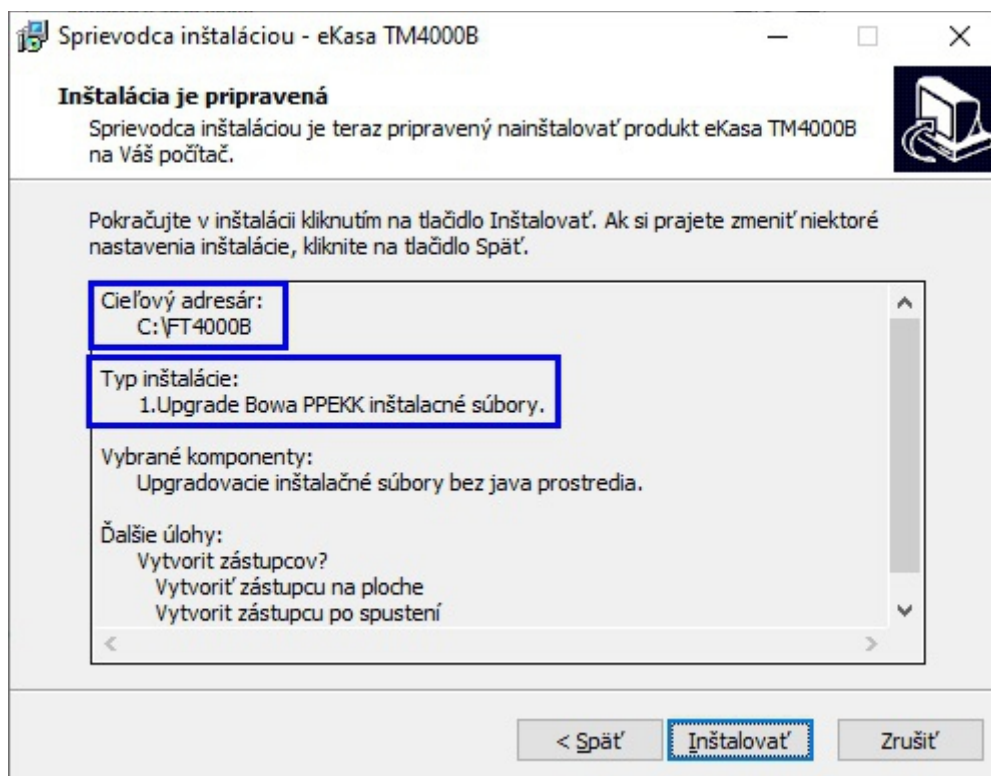 Sprievodca inštaláciou - eKasa TM4000B
Inštalácia je pripravená
Sprievodca inštaláciou je teraz pripravený nainštalovať produkt eKasa TM4000B
na Váš počítač.
Pokračujte v inštalácii kliknutím na tlačidlo Inštalovať. Ak si prajete zmeniť niektoré
nastavenia inštalácie, kliknite na tlačidlo Späť.
Cieľový adresár:
C:\FT4000B
Typ inštalácie:
1.Upgrade Bowa PPEKK inštalacné súbory.
Vybrané komponenty:
Upgradovacie inštalačné súbory bez java prostredia.
Ďalšie úlohy:
Vytvorit zástupcov?
Vytvoriť zástupcu na ploche
Vytvorit zástupcu po spustení
< Späť
Inštalovať
Zrušiť